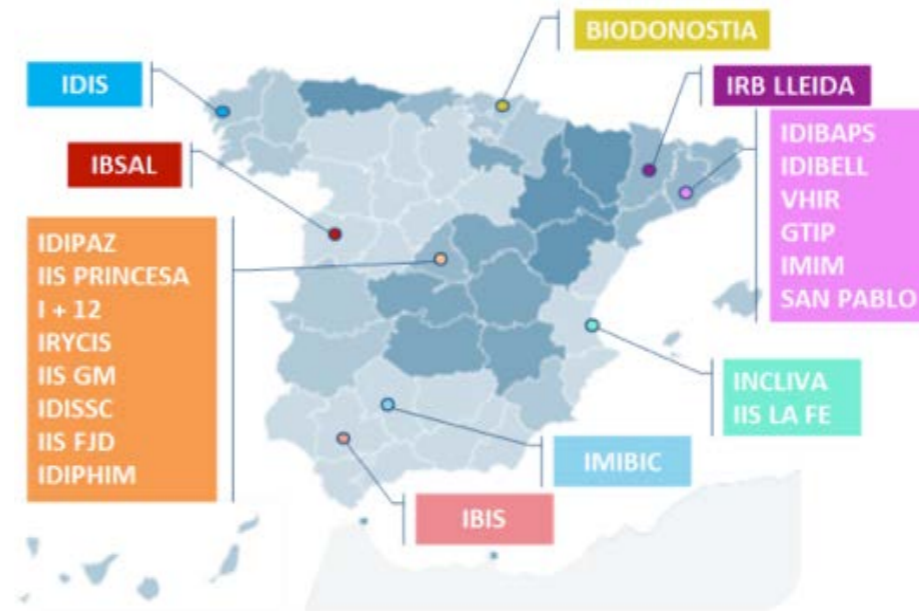 BIODONOSTIA
IDIS
IRB LLEIDA
IDIBAPS
IDIBELL
VHIR
GTIP
IMIM
SAN PABLO
IBSAL
IDIPAZ
IIS PRINCESA
I + 12
IRYCIS
IIS GM
IDISSC
IIS FJD
IDIPHIM
INCLIVA
IIS LA FE
IMIBIC
IBIS